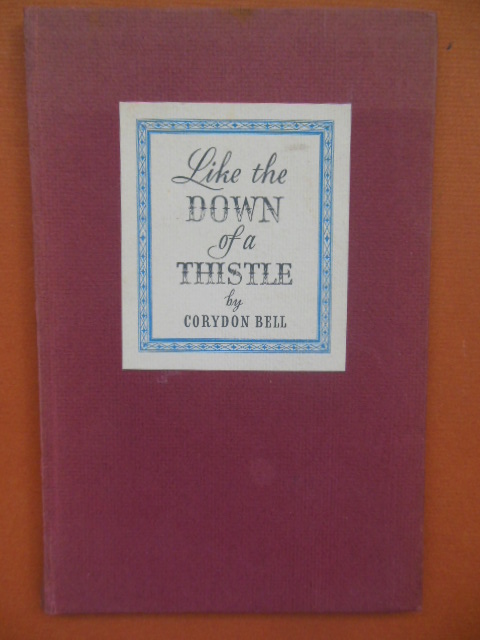 Like the
DOWN
of a
THISTLE
by
CORYDON BELL